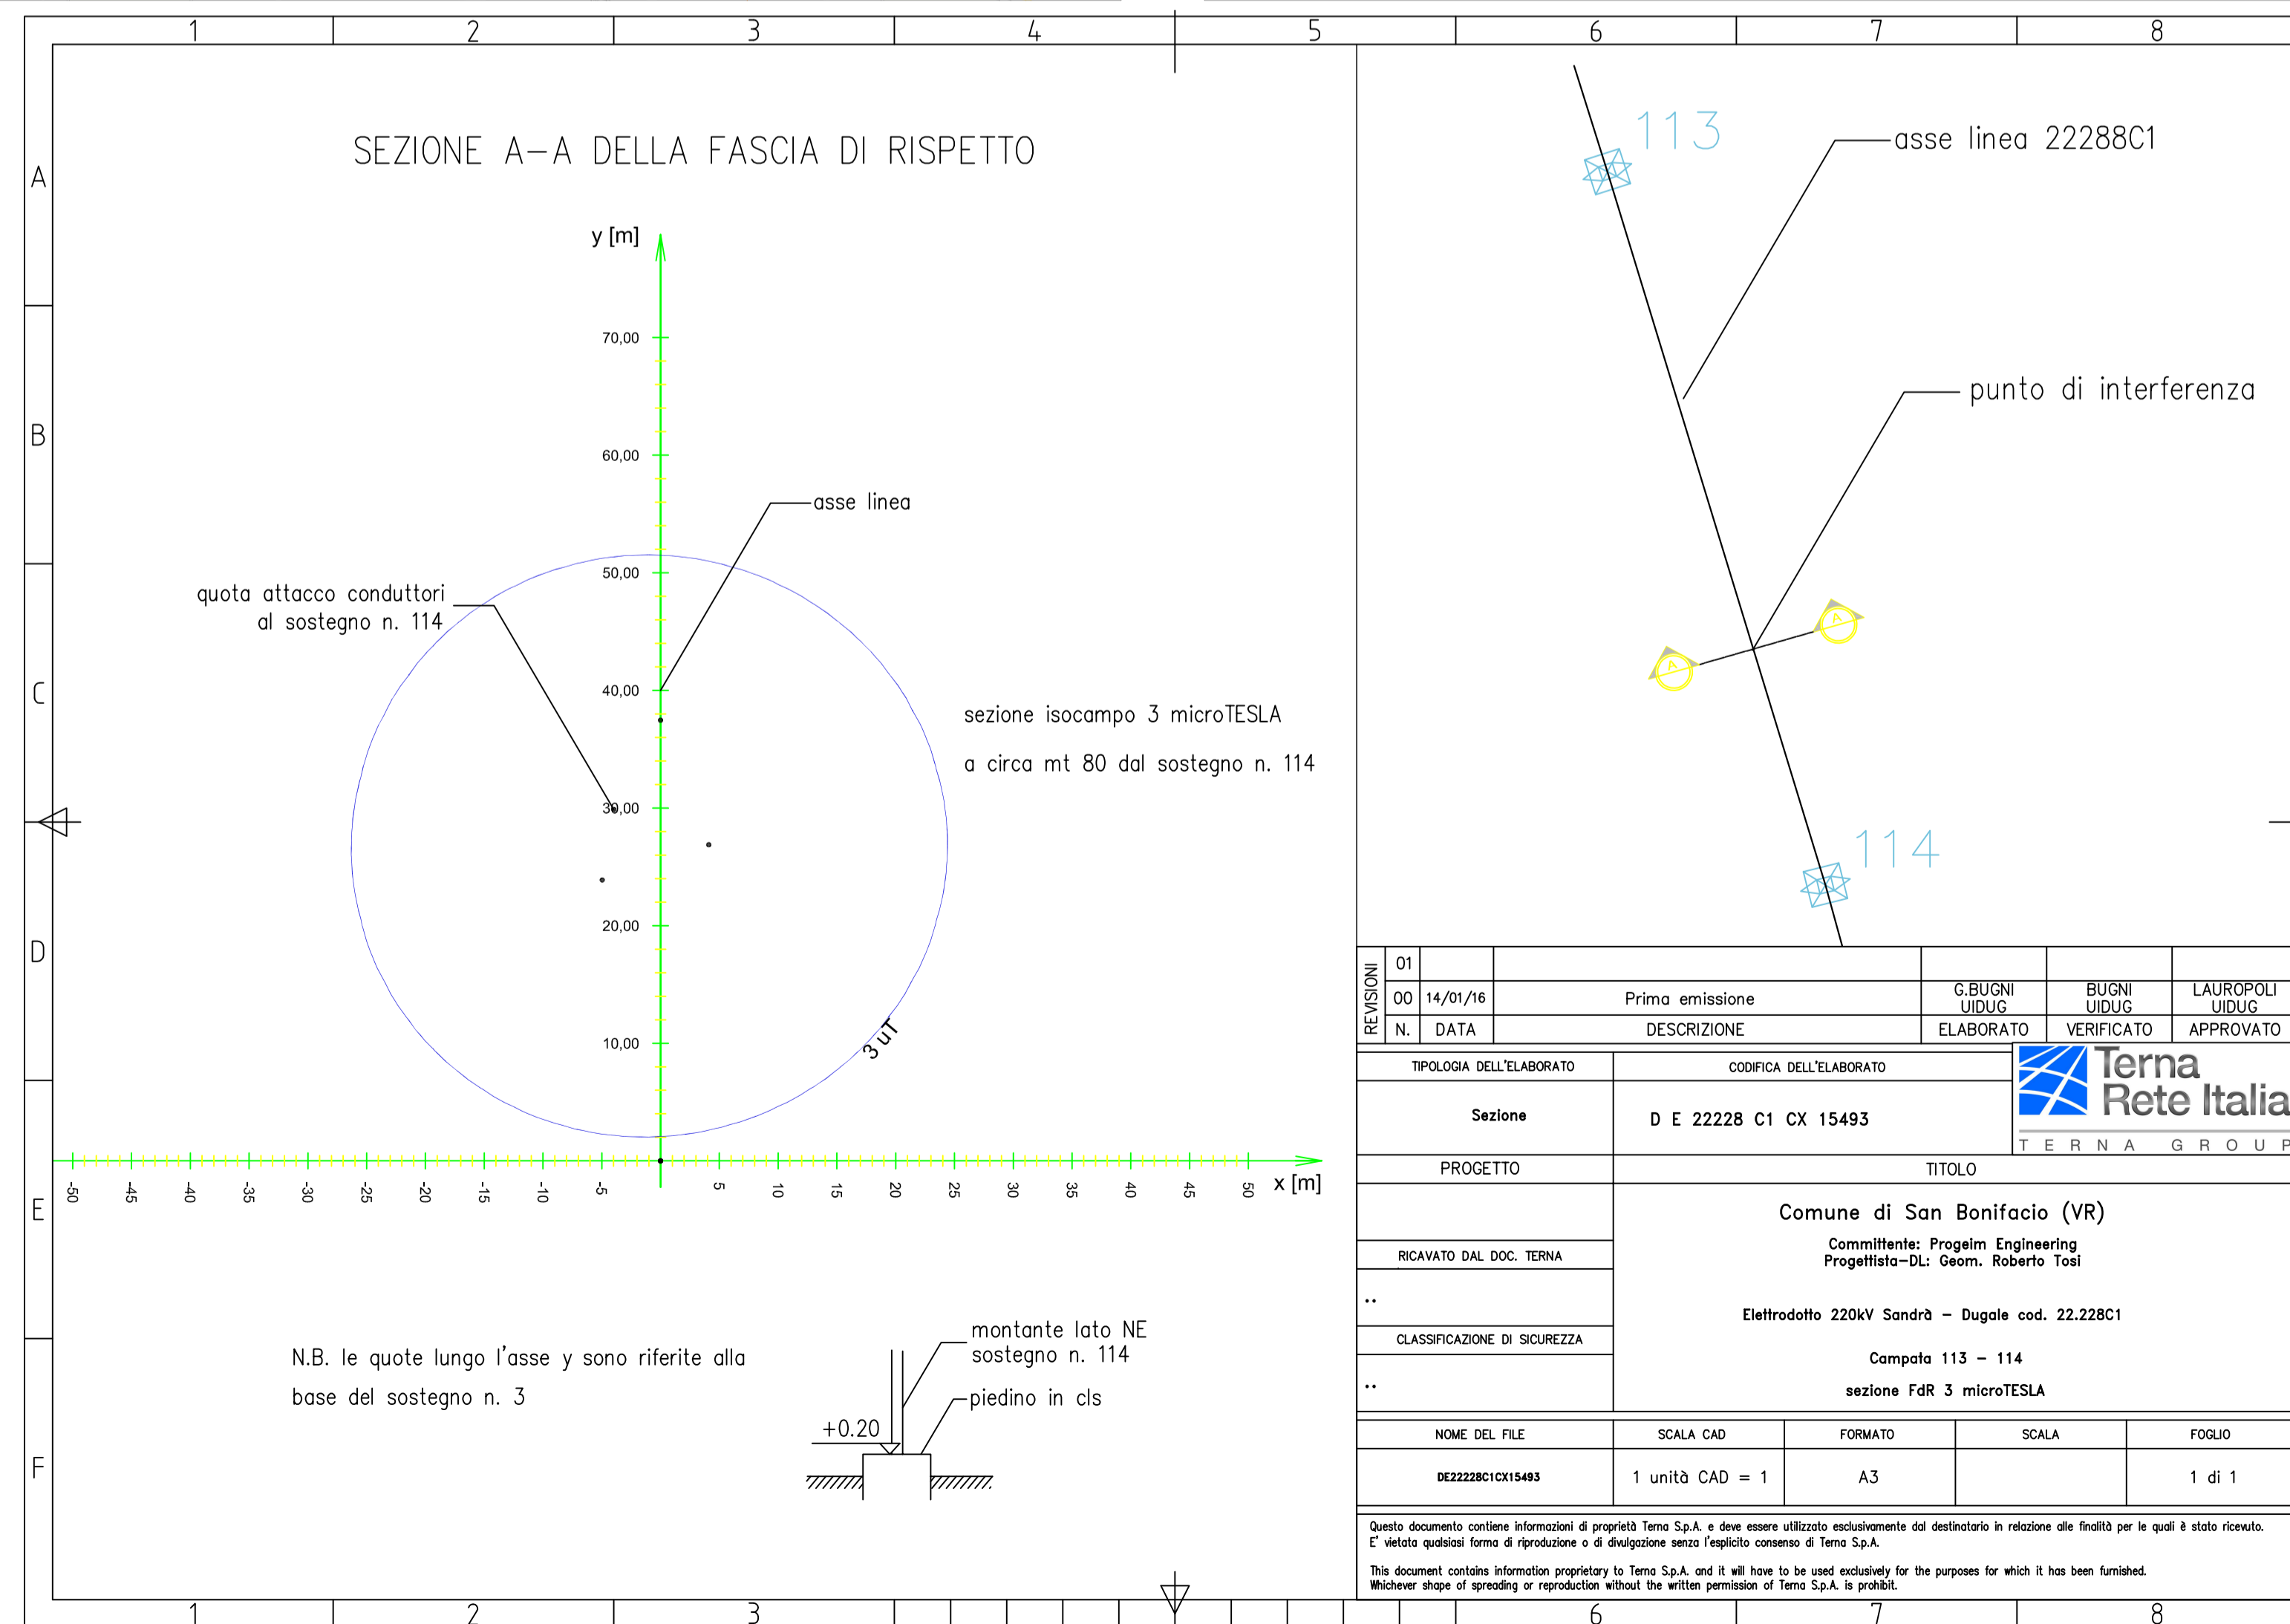 1 2 3 4 5 6 7 8
A
B
C
D
E
F
SEZIONE A-A DELLA FASCIA DI RISPETTO
y [m]
70,00
60,00
50,00
40,00
30,00
20,00
10,00
asse linea
quota attacco conduttori
al sostegno n. 114
sezione isocampo 3 microTESLA
a circa mt 80 dal sostegno n. 114
3 uT
-50 -45 -40 -35 -30 -25 -20 -15 -10 -5 5 10 15 20 25 30 35 40 45 50
x [m]
N.B. le quote lungo l'asse y sono riferite alla
base del sostegno n. 3
montante lato NE
sostegno n. 114
piedino in cls
+0.20
113
asse linea 22288C1
punto di interferenza
A
A
114
REVISIONI
01
00 14/01/16 Prima emissione G.BUGNI UIDUG BUGNI UIDUG LAUROPOLI UIDUG
N. DATA DESCRIZIONE ELABORATO VERIFICATO APPROVATO
TIPOLOGIA DELL'ELABORATO CODIFICA DELL'ELABORATO
Sezione D E 22228 C1 CX 15493
Terna
Rete Italia
TERNA GROUP
PROGETTO TITOLO
Comune di San Bonifacio (VR)
Committente: Progeim Engineering
Progettista-DL: Geom. Roberto Tosi
RICAVATO DAL DOC. TERNA
..
Elettrodotto 220kV Sandrà - Dugale cod. 22.228C1
CLASSIFICAZIONE DI SICUREZZA
Campata 113 - 114
..
sezione FdR 3 microTESLA
NOME DEL FILE SCALA CAD FORMATO SCALA FOGLIO
DE22228C1CX15493 1 unità CAD = 1 A3 1 di 1
Questo documento contiene informazioni di proprietà Terna S.p.A. e deve essere utilizzato esclusivamente dal destinatario in relazione alle finalità per le quali è stato ricevuto.
E' vietata qualsiasi forma di riproduzione o di divulgazione senza l'esplicito consenso di Terna S.p.A.
This document contains information proprietary to Terna S.p.A. and it will have to be used exclusively for the purposes for which it has been furnished.
Whichever shape of spreading or reproduction without the written permission of Terna S.p.A. is prohibit.
1 2 3 6 7 8